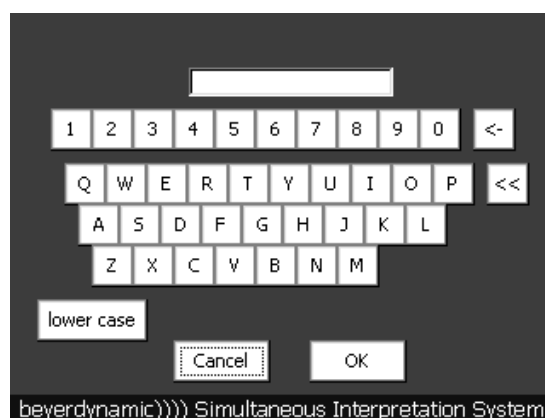 1 2 3 4 5 6 7 8 9 0 <-
Q W E R T Y U I O P <<
A S D F G H J K L
Z X C V B N M
lower case
Cancel OK
beyerdynamic)))) Simultaneous Interpretation System